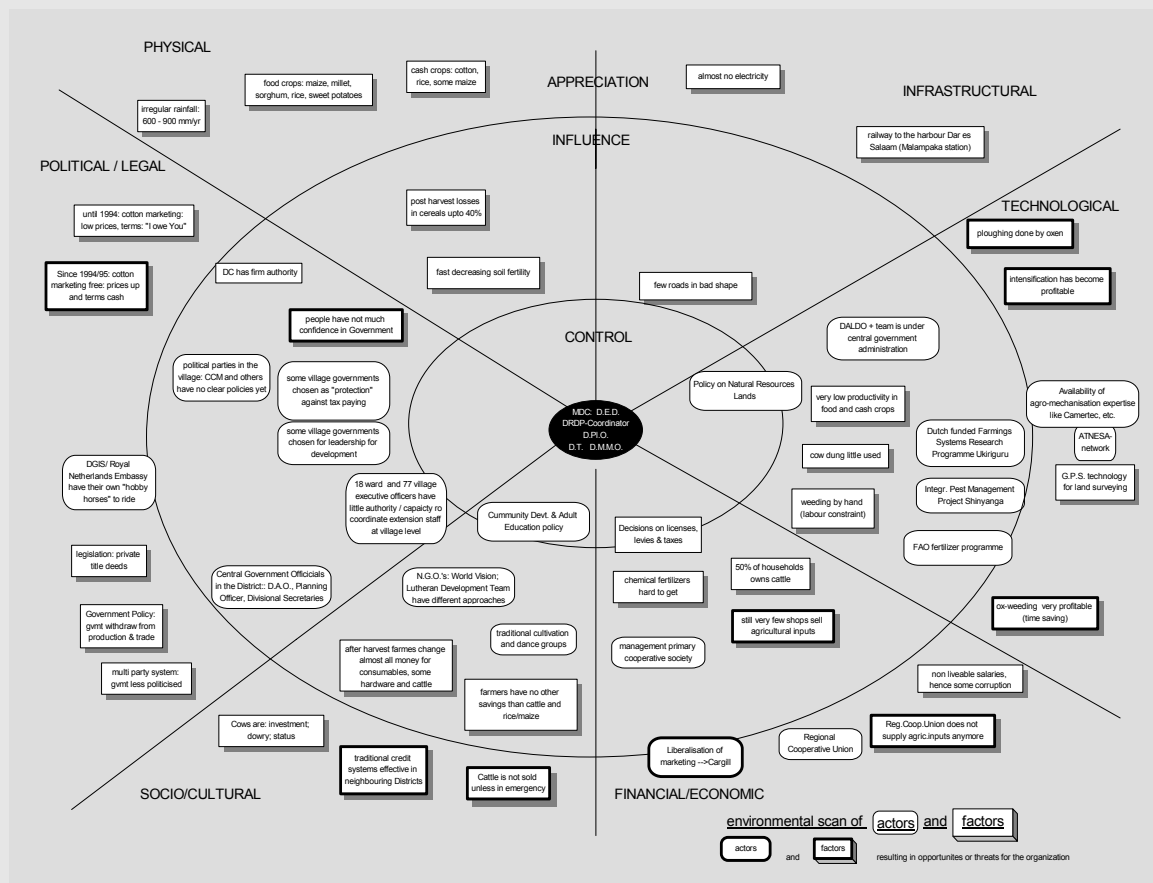 PHYSICAL
cash crops: cotton,
rice, some maize
food crops: maize, millet,
sorghum, rice, sweet potatoes
APPRECIATION
almost no electricity
INFRASTRUCTURAL
irregular rainfall:
600 - 900 mm/yr
INFLUENCE
railway to the harbour Dar es
Salaam (Malampaka station)
POLITICAL / LEGAL
until 1994: cotton marketing:
low prices, terms: "I owe You"
post harvest losses
in cereals upto 40%
TECHNOLOGICAL
ploughing done by oxen
Since 1994/95: cotton
marketing free: prices up
and terms cash
DC has firm authority
fast decreasing soil fertility
few roads in bad shape
intensification has become
profitable
people have not much
confidence in Government
CONTROL
DALDO + team is under
central government
administration
political parties in the
village: CCM and others
have no clear policies yet
some village governments
chosen as "protection"
against tax paying
Policy on Natural Resources
Lands
very low productivity in
food and cash crops
Availability of
agro-mechanisation expertise
like Camertec, etc.
MDC: D.E.D.
DRDP-Coordinator
D.Pl.O.
D.T. D.M.M.O.
some village governments
chosen for leadership for
development
Dutch funded Farmings
Systems Research
Programme Ukiriguru
ATNESA-
network
cow dung little used
DGIS/ Royal
Netherlands Embassy
have their own "hobby
horses" to ride
18 ward and 77 village
executive officers have
little authority / capaicty ro
coordinate extension staff
at village level
G.P.S. technology
for land surveying
Integr. Pest Management
Project Shinyanga
weeding by hand
(labour constraint)
Cummunity Devt. & Adult
Education policy
Decisions on licenses,
levies & taxes
FAO fertilizer programme
legislation: private
title deeds
Central Government Officicials
in the District:: D.A.O., Planning
Officer, Divisional Secretaries
N.G.O.'s: World Vision;
Lutheran Development Team
have different approaches
chemical fertilizers
hard to get
50% of households
owns cattle
Government Policy:
gvmt withdraw from
production & trade
traditional cultivation
and dance groups
still very few shops sell
agricultural inputs
ox-weeding very profitable
(time saving)
management primary
cooperative society
after harvest farmes change
almost all money for
consumables, some
hardware and cattle
multi party system:
gvmt less politicised
farmers have no other
savings than cattle and
rice/maize
non liveable salaries,
hence some corruption
Cows are: investment;
dowry; status
Reg.Coop.Union does not
supply agric.inputs anymore
Regional
Cooperative Union
Liberalisation of
marketing -->Cargill
traditional credit
systems effective in
neighbouring Districts
Cattle is not sold
unless in emergency
SOCIO/CULTURAL
FINANCIAL/ECONOMIC
environmental scan of actors and factors
actors and factors resulting in opportunites or threats for the organization